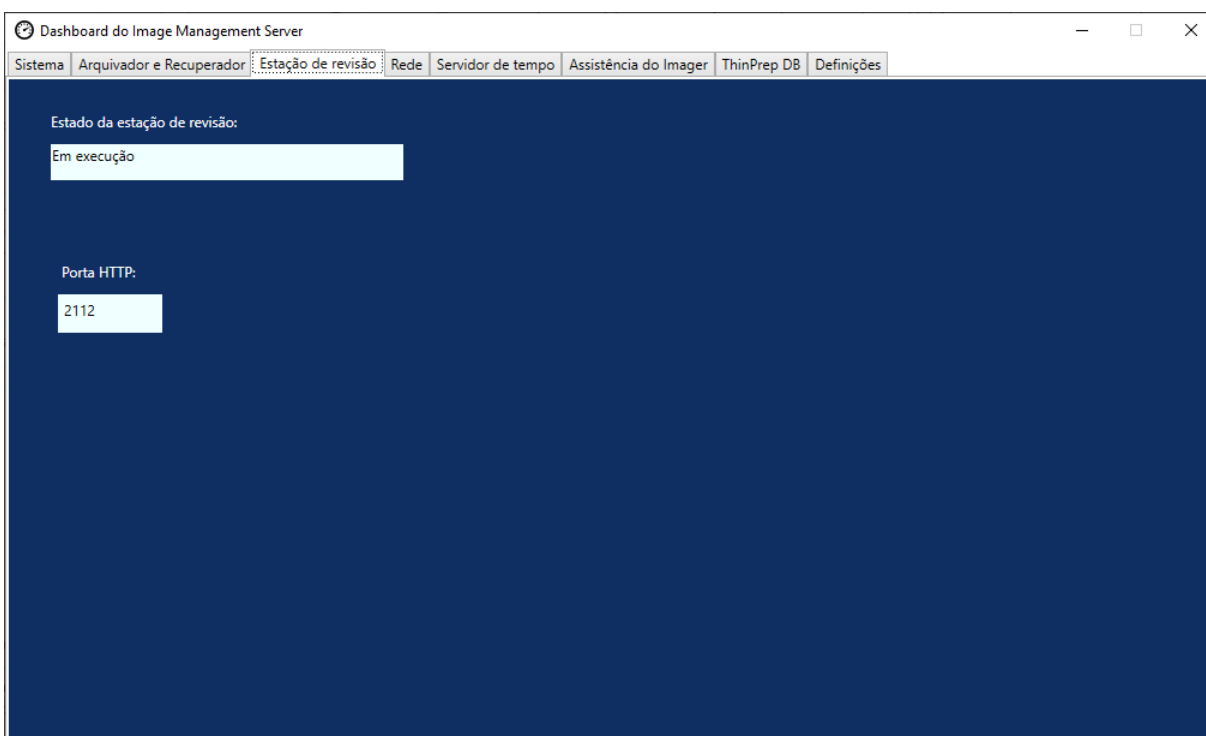 Dashboard do Image Management Server
Sistema Arquivador e Recuperador Estação de revisão Rede Servidor de tempo Assistência do Imager ThinPrep DB Definições
Estado da estação de revisão:
Em execução
Porta HTTP:
2112